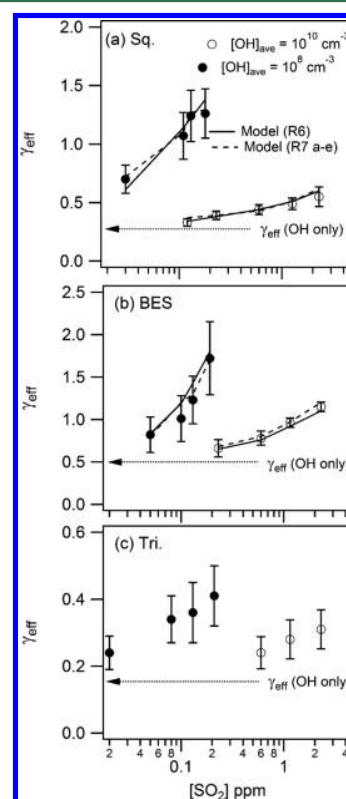 (a) Sq.
○ [OH]ave = 10^10 cm^-3
● [OH]ave = 10^8 cm^-3
Model (R6)
Model (R7 a-e)
γeff (OH only)
γeff
2.0
1.5
1.0
0.5
0.0
(b) BES
γeff (OH only)
γeff
2.5
2.0
1.5
1.0
0.5
0.0
(c) Tri.
γeff (OH only)
γeff
0.6
0.4
0.2
0.0
2 4 6 8 0.1 2 4 6 8 1 2 4
[SO2] ppm